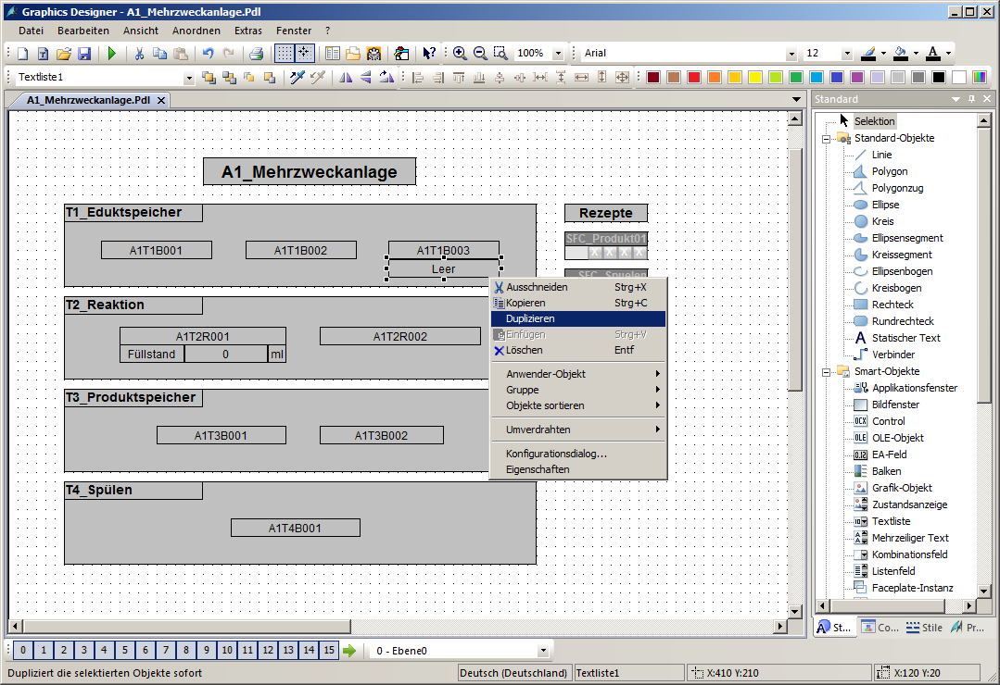 Graphics Designer - A1_Mehrzweckanlage.Pdl
Datei Bearbeiten Ansicht Anordnen Extras Fenster ?
100% Arial 12
Textliste1
A1_Mehrzweckanlage.Pdl
Standard
A1_Mehrzweckanlage
T1_Eduktspeicher
A1T1B001 A1T1B002 A1T1B003
Leer
Rezepte
SFC_Produkt01
X X X X
SFC_Spuelen
T2_Reaktion
A1T2R001 A1T2R002
Füllstand 0 ml
T3_Produktspeicher
A1T3B001 A1T3B002
T4_Spülen
A1T4B001
Ausschneiden Strg+X
Kopieren Strg+C
Duplizieren
Einfügen Strg+V
Löschen Entf
Anwender-Objekt
Gruppe
Objekte sortieren
Umverdrahten
Konfigurationsdialog...
Eigenschaften
Selektion
Standard-Objekte
Linie
Polygon
Polygonzug
Ellipse
Kreis
Ellipsensegment
Kreissegment
Ellipsenbogen
Kreisbogen
Rechteck
Rundrechteck
Statischer Text
Verbinder
Smart-Objekte
Applikationsfenster
Bildfenster
Control
OLE-Objekt
EA-Feld
Balken
Grafik-Objekt
Zustandsanzeige
Textliste
Mehrzeiliger Text
Kombinationsfeld
Listenfeld
Faceplate-Instanz
St... Co... Stile Pr...
0 1 2 3 4 5 6 7 8 9 10 11 12 13 14 15 0 - Ebene0
Dupliziert die selektierten Objekte sofort Deutsch (Deutschland) Textliste1 X:410 Y:210 X:120 Y:20